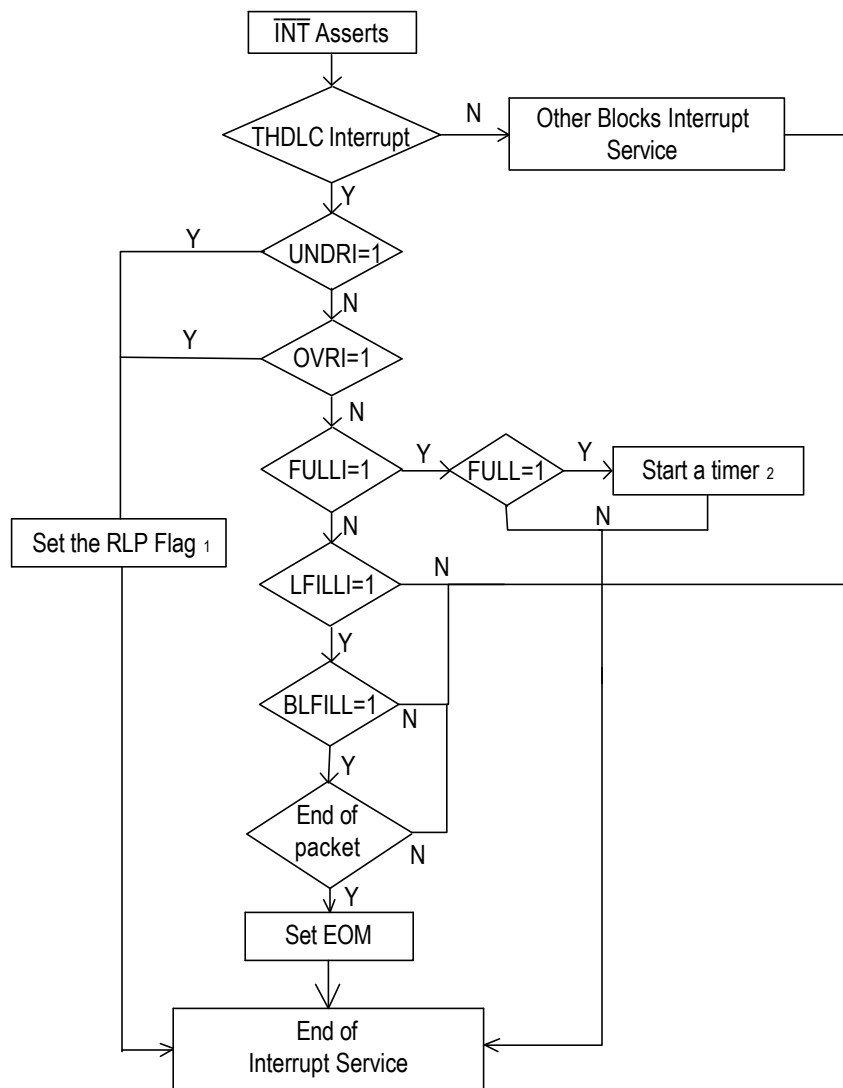 INT Asserts
THDLC Interrupt
N
Other Blocks Interrupt
Service
Y
Y
UNDRI=1
N
Y
OVRI=1
N
FULLI=1
Y
FULL=1
Y
Start a timer 2
N
N
Set the RLP Flag 1
LFILLI=1
N
Y
BLFILL=1
N
Y
End of
packet
N
Y
Set EOM
End of
Interrupt Service